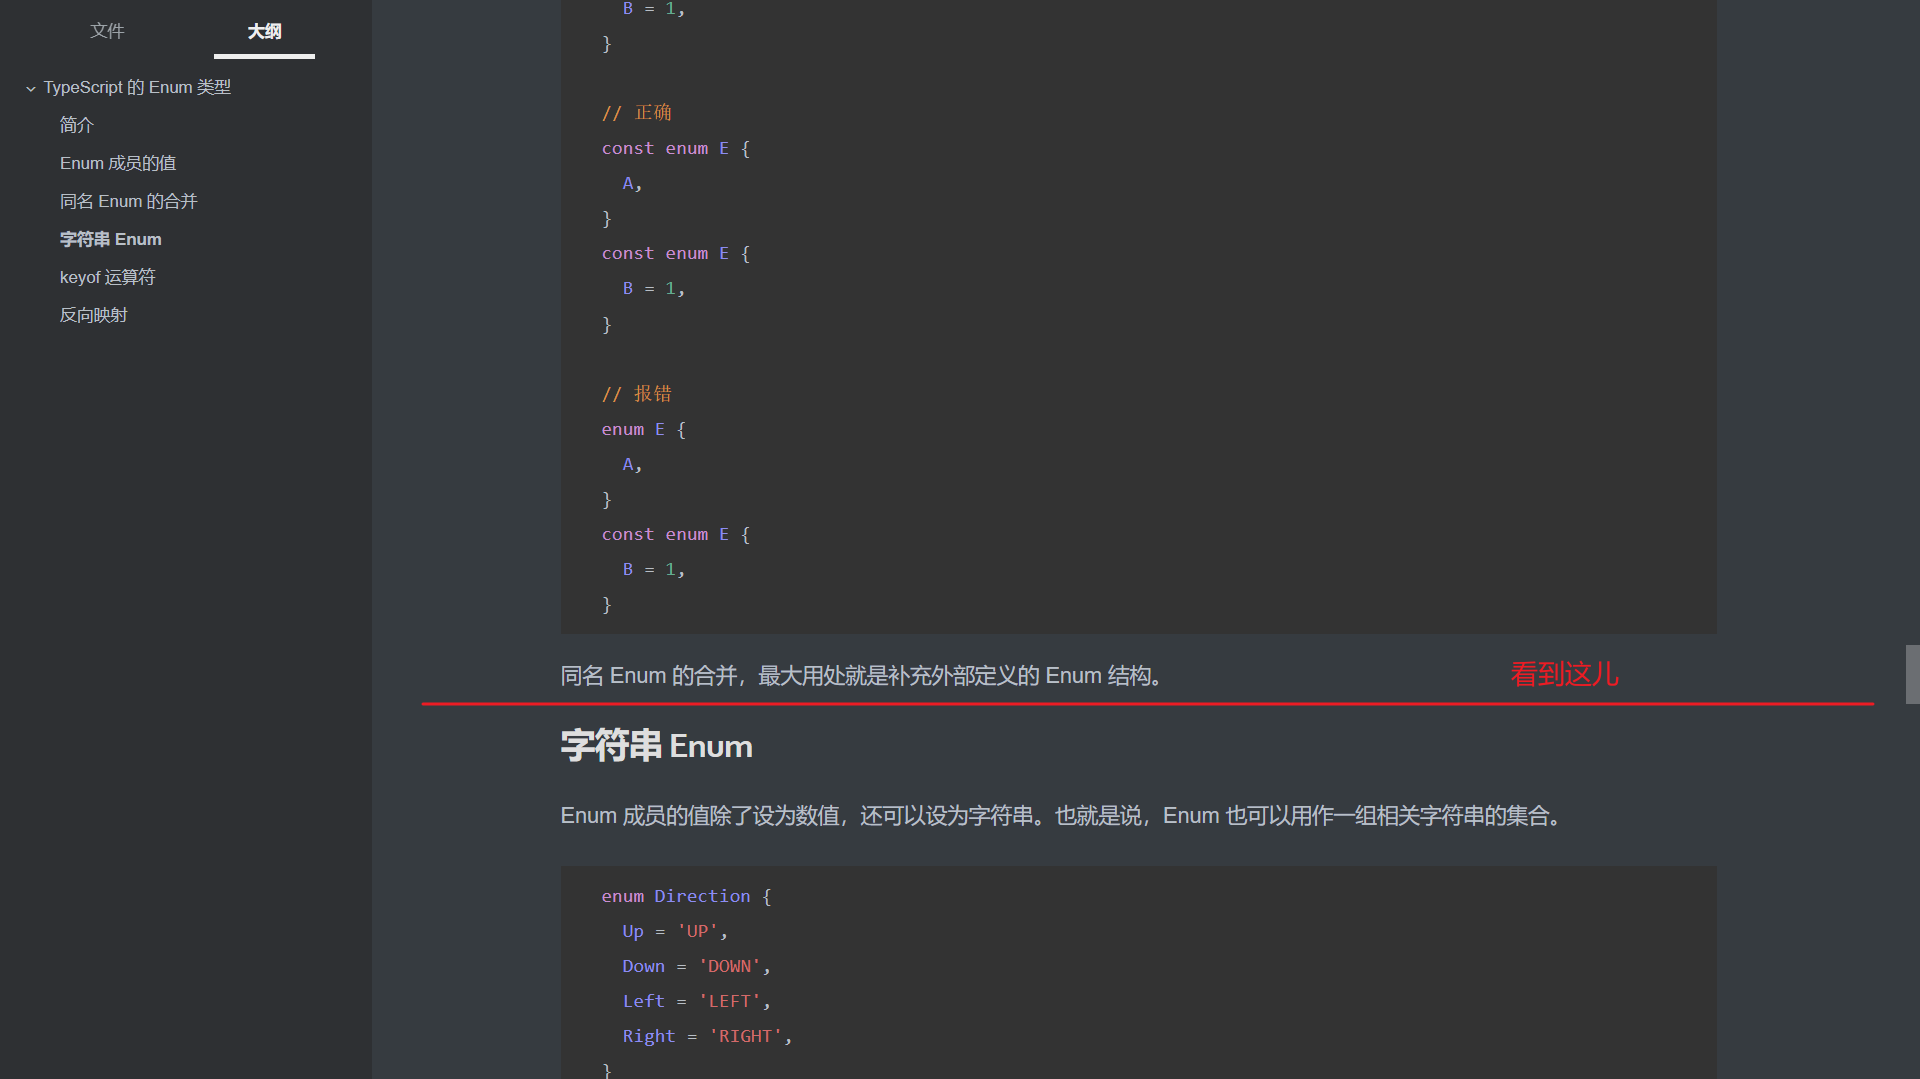 文件 大纲
TypeScript 的 Enum 类型
简介
Enum 成员的值
同名 Enum 的合并
字符串 Enum
keyof 运算符
反向映射
B = 1,
}
// 正确
const enum E {
A,
}
const enum E {
B = 1,
}
// 报错
enum E {
A,
}
const enum E {
B = 1,
}
同名 Enum 的合并，最大用处就是补充外部定义的 Enum 结构。
看到这儿
字符串 Enum
Enum 成员的值除了设为数值，还可以设为字符串。也就是说，Enum 也可以用作一组相关字符串的集合。
enum Direction {
Up = 'UP',
Down = 'DOWN',
Left = 'LEFT',
Right = 'RIGHT',
}